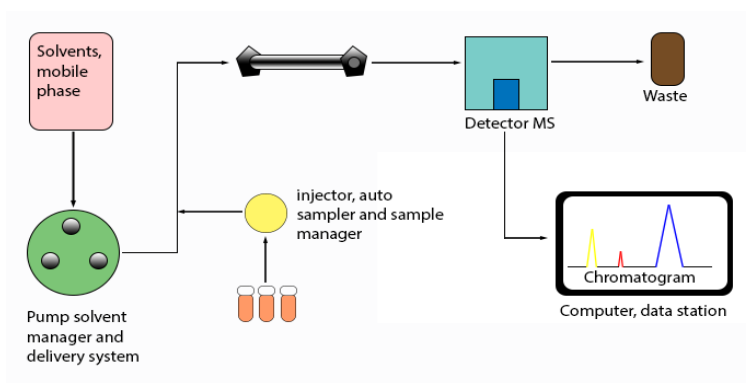 Solvents,
mobile
phase
Waste
Detector MS
injector, auto
sampler and sample
manager
Chromatogram
Computer, data station
Pump solvent
manager and
delivery system